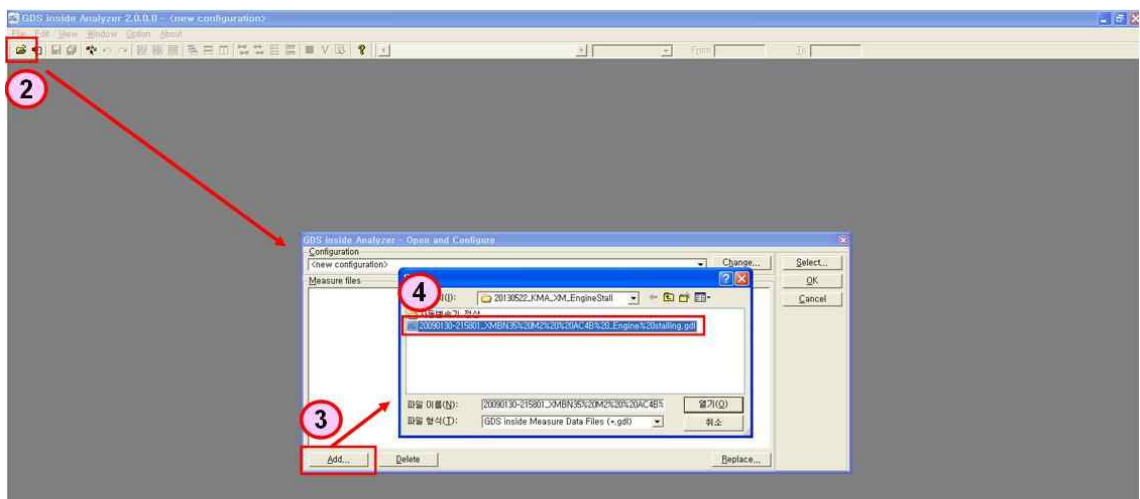 GDS inside Analyzer 2.0.0.0 - <new configuration>
File Edit View Window Option About
From To
2
GDS inside Analyzer - Open and Configure
Configuration
<new configuration>
Change...
Select...
Measure files
OK
Cancel
4
20130522_KMA_XM_EngineStall
20090130-215801_XMBN35%20M2%20%20AC4B%20_Engine%20stalling.gdl
파일 이름(N):
20090130-215801_XMBN35%20M2%20%20AC4B%
열기(O)
파일 형식(T):
GDS inside Measure Data Files (*.gdl)
취소
3
Add...
Delete
Replace...